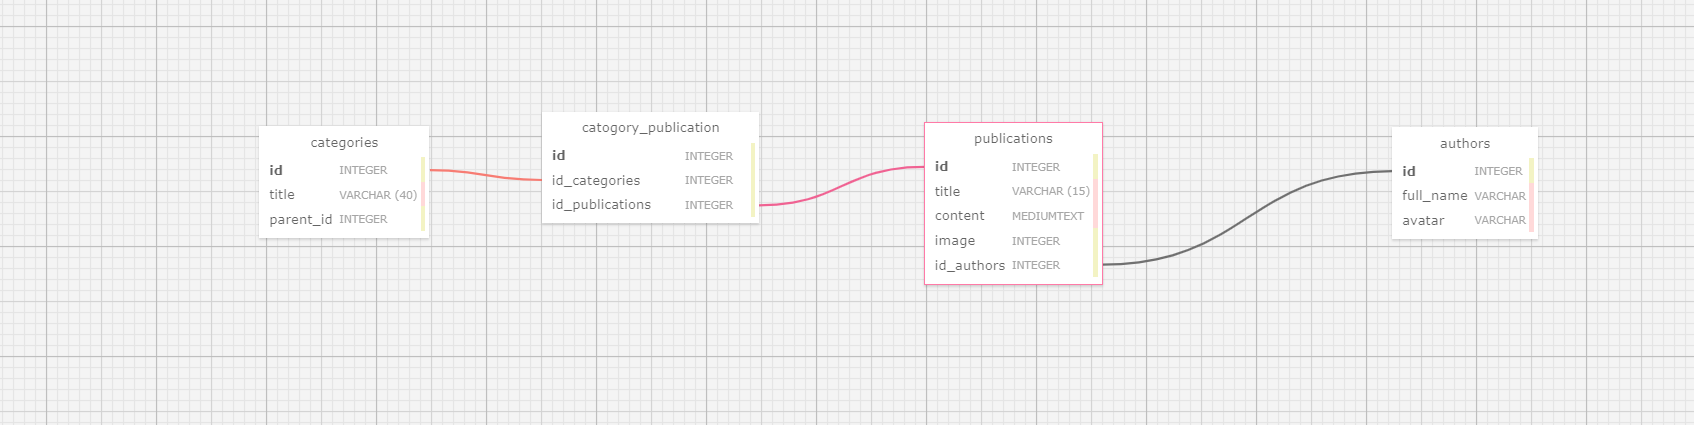 categories
id INTEGER
title VARCHAR (40)
parent_id INTEGER
catogory_publication
id INTEGER
id_categories INTEGER
id_publications INTEGER
publications
id INTEGER
title VARCHAR (15)
content MEDIUMTEXT
image INTEGER
id_authors INTEGER
authors
id INTEGER
full_name VARCHAR
avatar VARCHAR